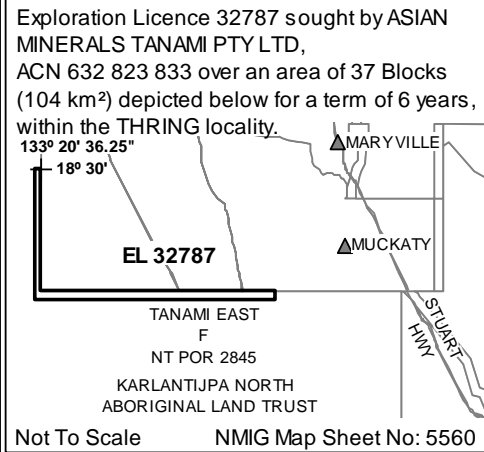 Exploration Licence 32787 sought by ASIAN
MINERALS TANAMI PTY LTD,
ACN 632 823 833 over an area of 37 Blocks
(104 km²) depicted below for a term of 6 years,
within the THRING locality.
133° 20' 36.25"
18° 30'
MARYVILLE
MUCKATY
EL 32787
TANAMI EAST
F
NT POR 2845
KARLANTIJPA NORTH
ABORIGINAL LAND TRUST
STUART
HWY
Not To Scale NMIG Map Sheet No: 5560